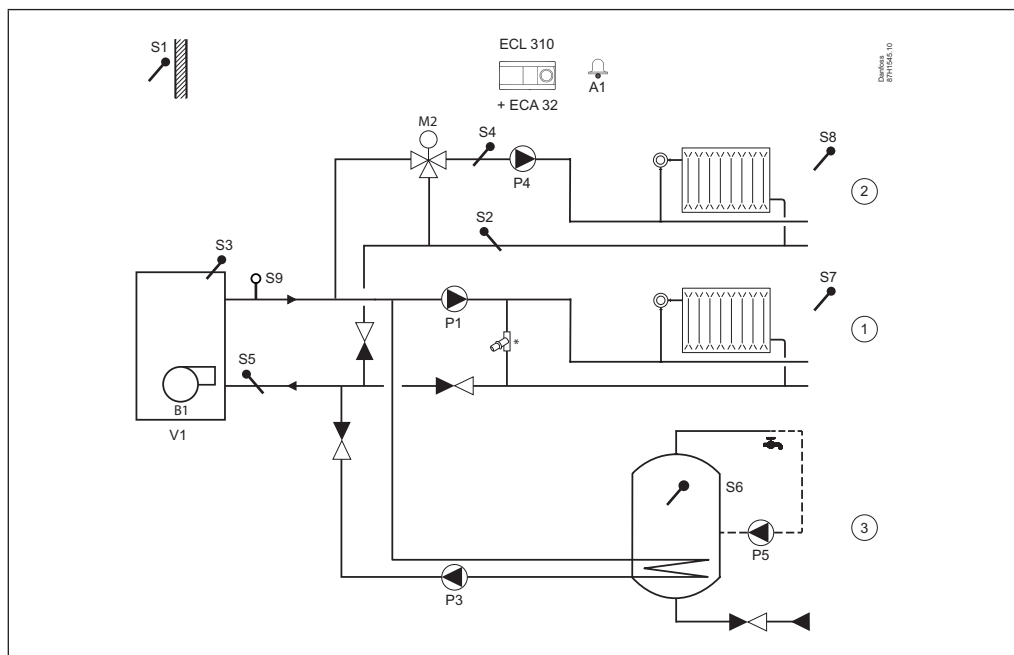 S1
ECL 310
A1
+ ECA 32
Danfoss
87H1545.10
M2
S4
P4
S8
2
S2
S3
S9
S7
P1
*
1
S5
B1
V1
S6
3
P5
P3